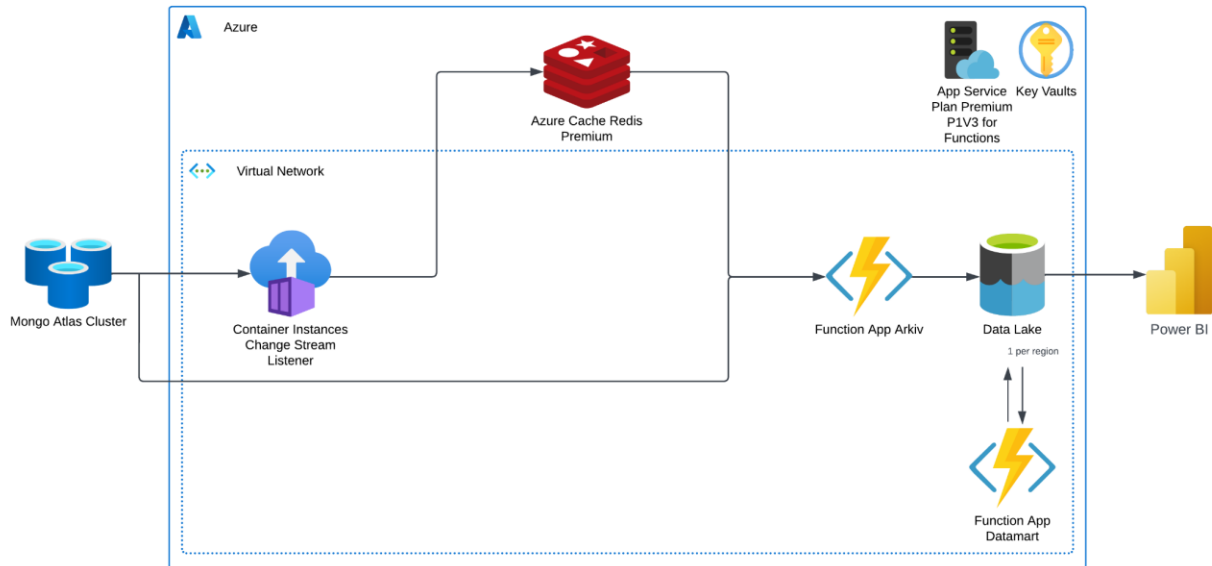 Azure
App Service
Plan Premium
P1V3 for
Functions
Key Vaults
Azure Cache Redis
Premium
Virtual Network
Mongo Atlas Cluster
Container Instances
Change Stream
Listener
Function App Arkiv
Data Lake
1 per region
Power BI
Function App
Datamart